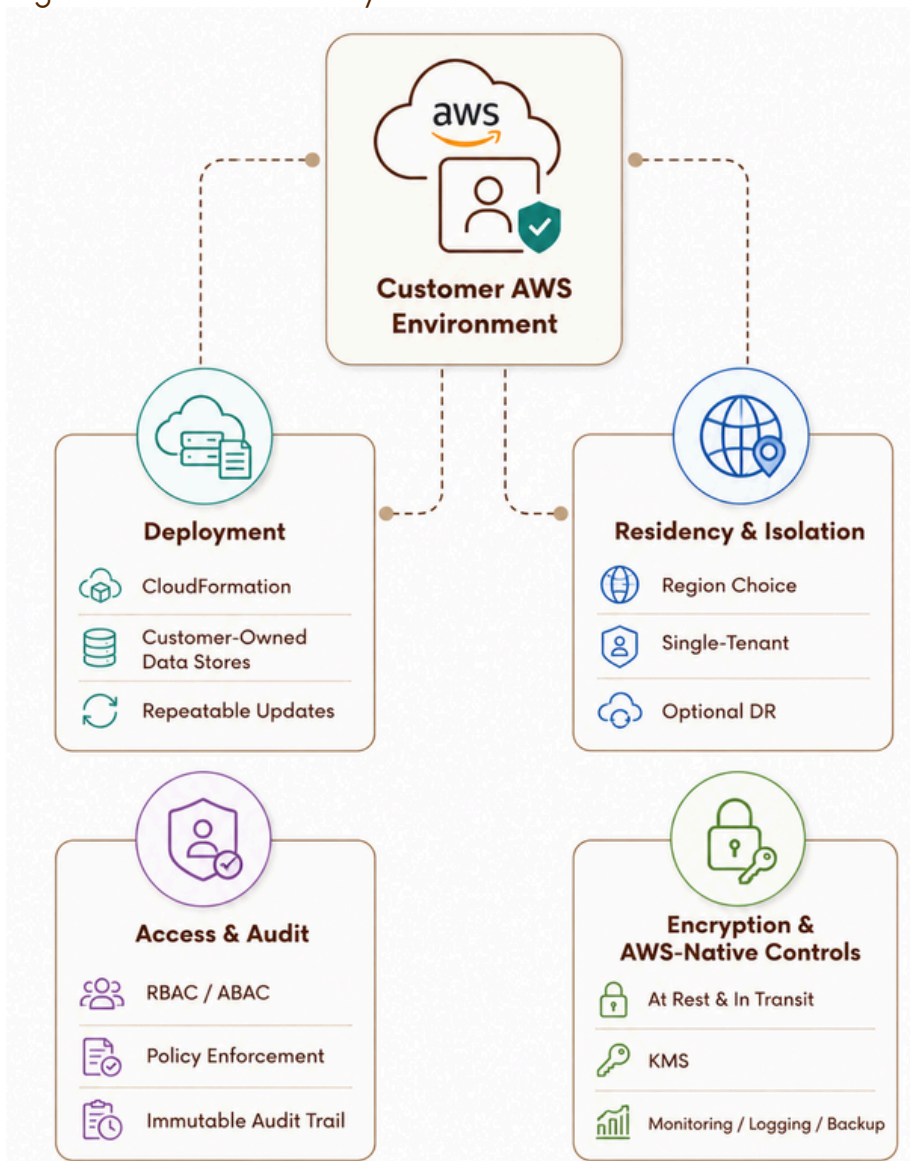 aws
Customer AWS
Environment
Deployment
CloudFormation
Customer-Owned
Data Stores
Repeatable Updates
Residency & Isolation
Region Choice
Single-Tenant
Optional DR
Access & Audit
RBAC / ABAC
Policy Enforcement
Immutable Audit Trail
Encryption &
AWS-Native Controls
At Rest & In Transit
KMS
Monitoring / Logging / Backup